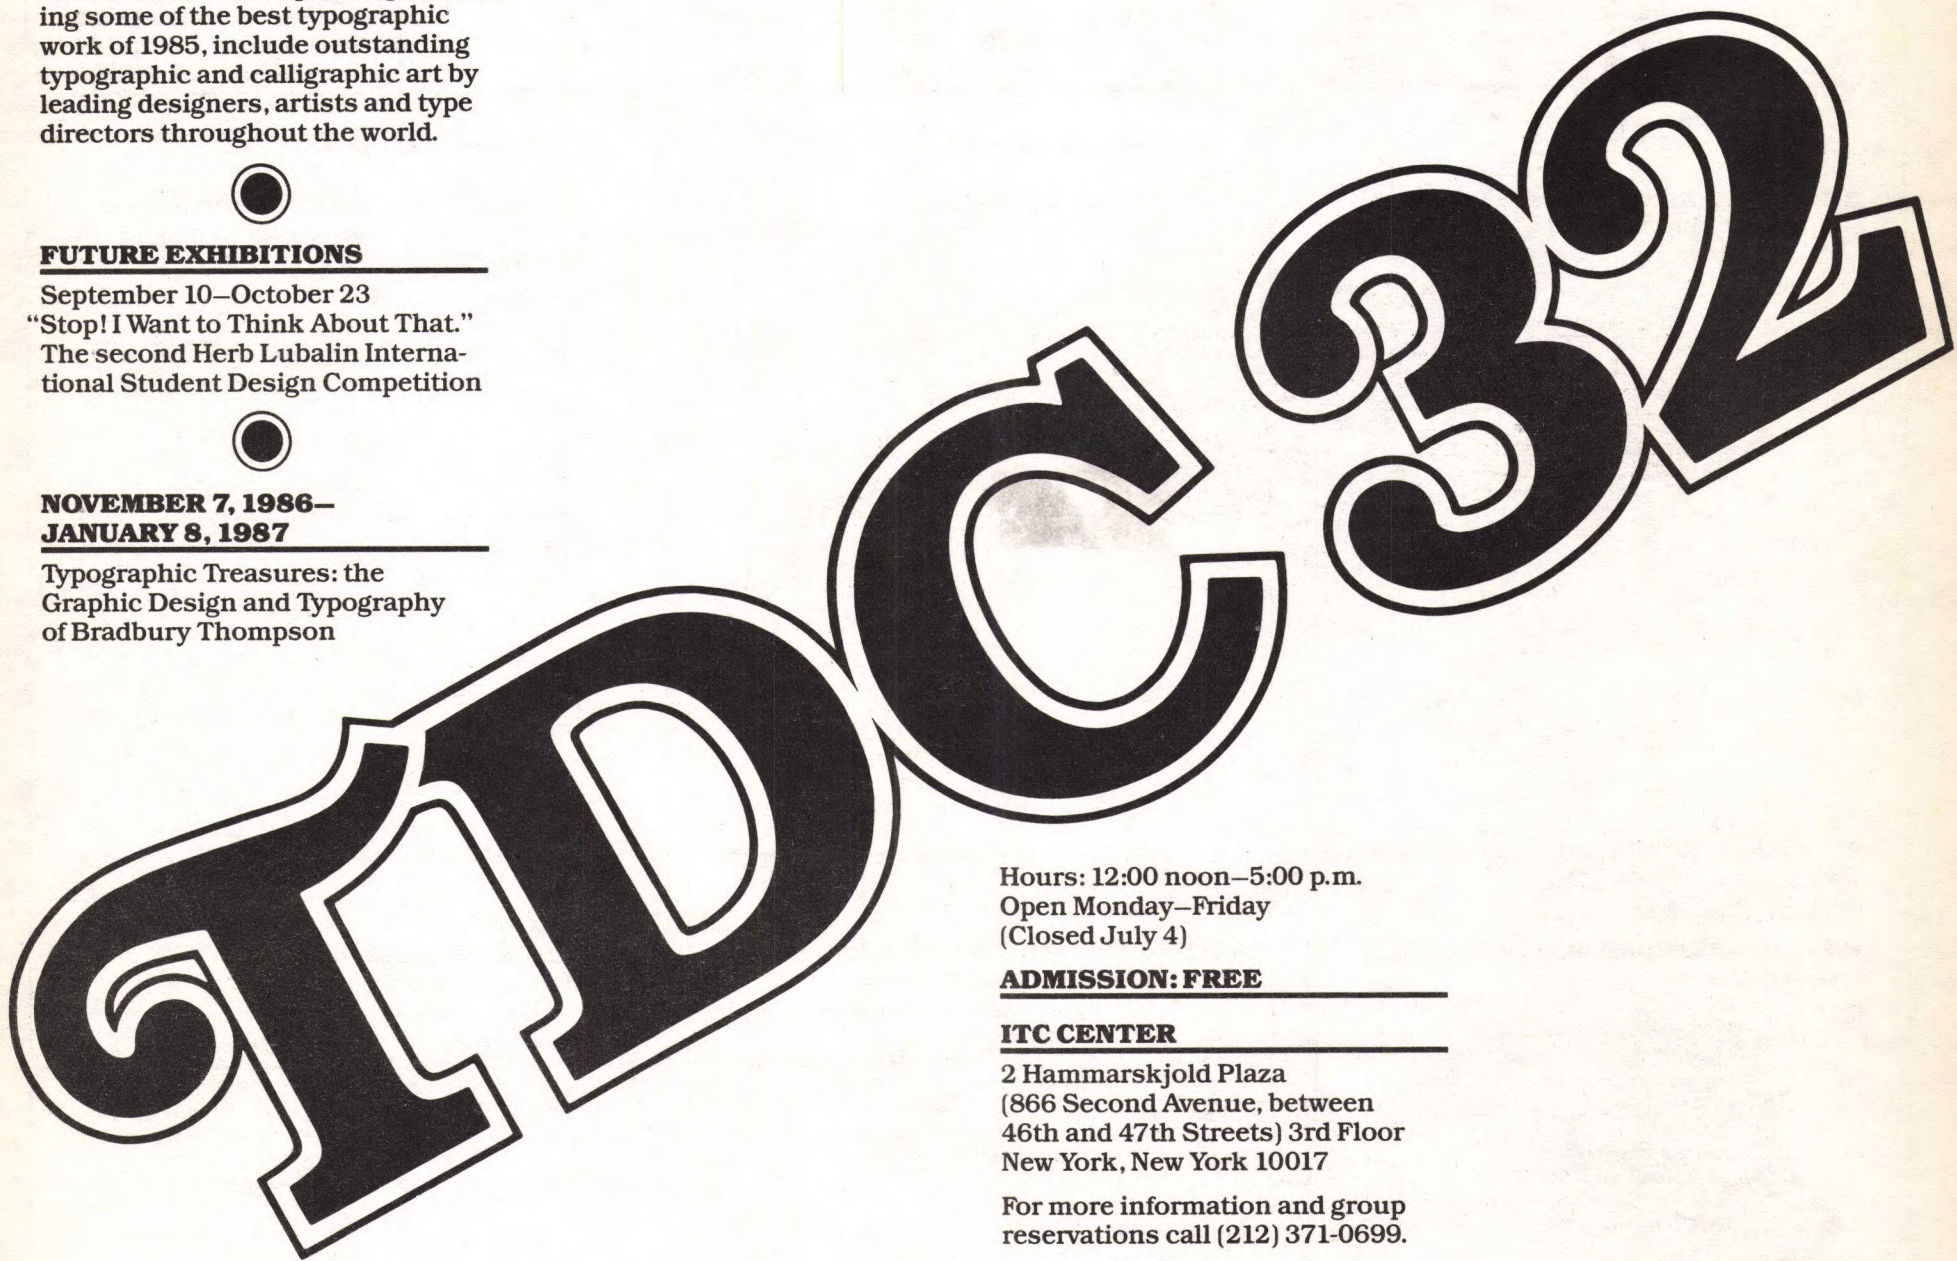 ing some of the best typographic
work of 1985, include outstanding
typographic and calligraphic art by
leading designers, artists and type
directors throughout the world.
FUTURE EXHIBITIONS
September 10–October 23
“Stop! I Want to Think About That.”
The second Herb Lubalin Interna-
tional Student Design Competition
NOVEMBER 7, 1986–
JANUARY 8, 1987
Typographic Treasures: the
Graphic Design and Typography
of Bradbury Thompson
TDC 32
Hours: 12:00 noon–5:00 p.m.
Open Monday–Friday
(Closed July 4)
ADMISSION: FREE
ITC CENTER
2 Hammarskjold Plaza
(866 Second Avenue, between
46th and 47th Streets) 3rd Floor
New York, New York 10017
For more information and group
reservations call (212) 371-0699.